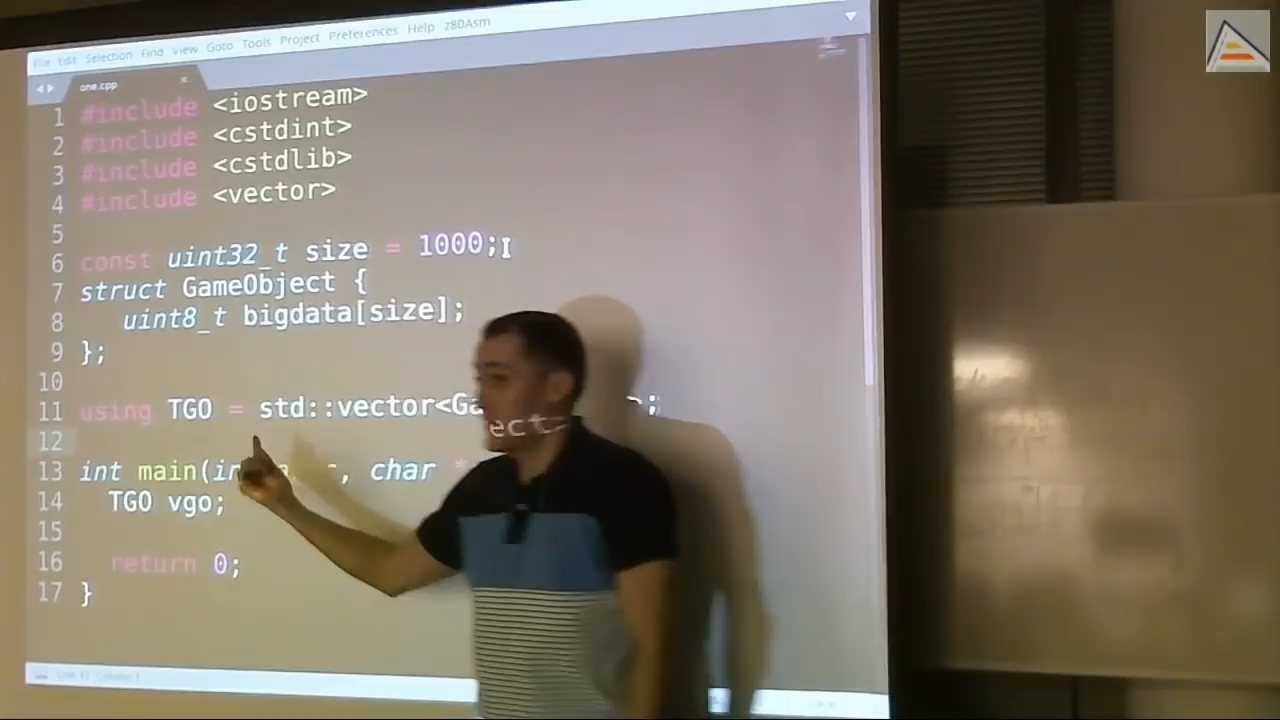 File Edit Selection Find View Goto Tools Project Preferences Help z80Asm
one.cpp
1 #include <iostream>
2 #include <cstdint>
3 #include <cstdlib>
4 #include <vector>
5
6 const uint32_t size = 1000;
7 struct GameObject {
8 uint8_t bigdata[size];
9 };
10
11 using TGO = std::vector<Ga ect> ;
12
13 int main(in , char *
14 TGO vgo;
15
16 return 0;
17 }